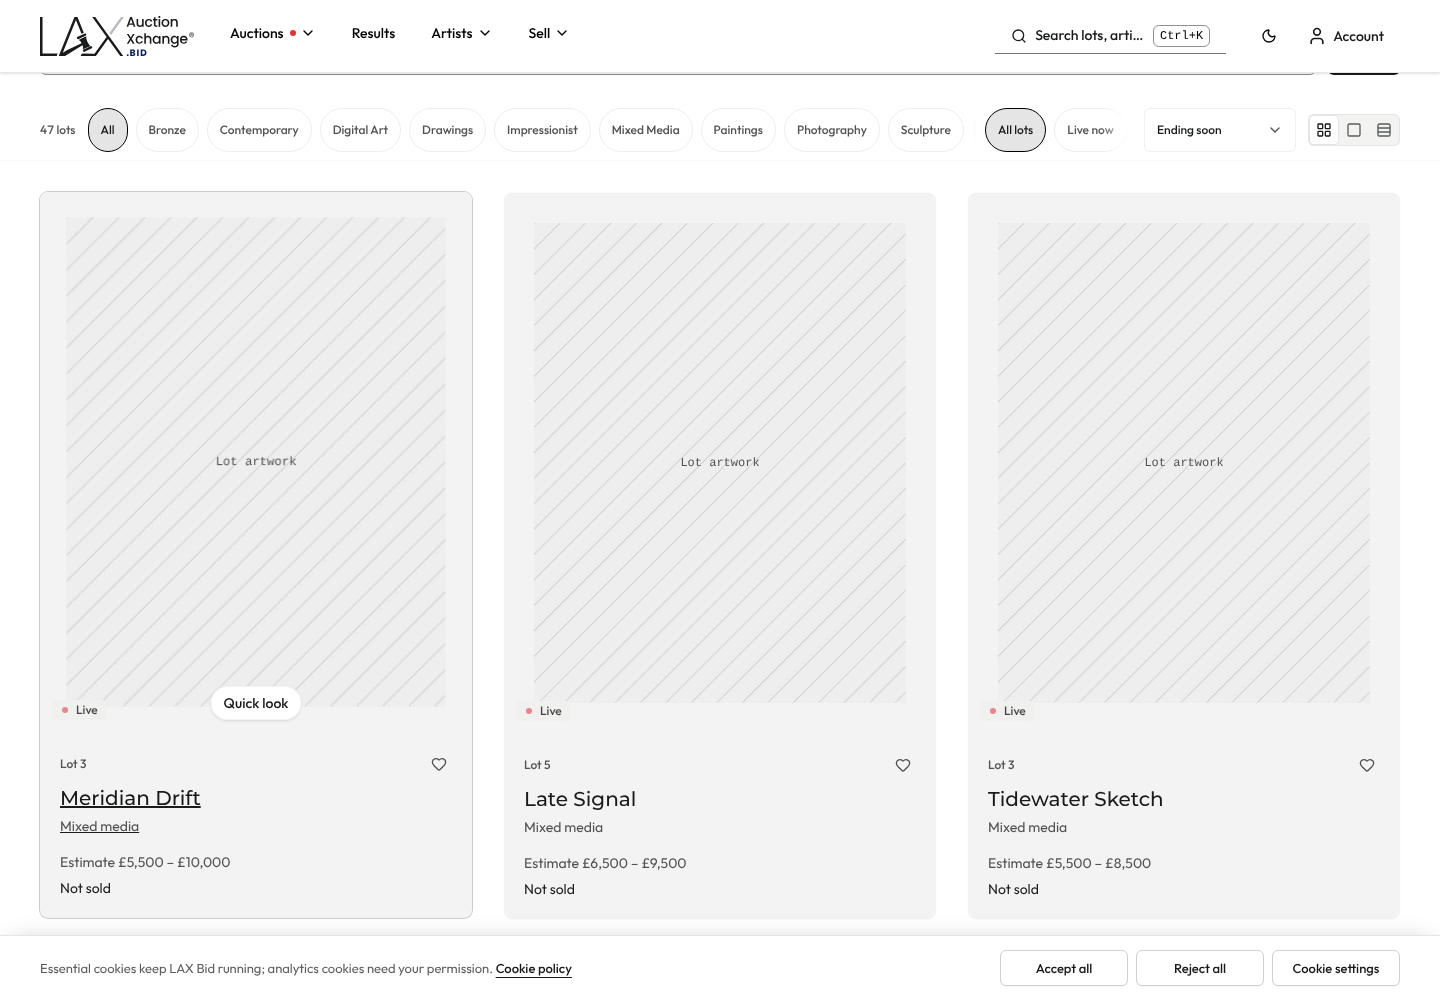 LAX Auction Xchange® .BID
Auctions
Results
Artists
Sell
Search lots, arti...
Ctrl+K
Account
47 lots
All
Bronze
Contemporary
Digital Art
Drawings
Impressionist
Mixed Media
Paintings
Photography
Sculpture
All lots
Live now
Ending soon
Lot artwork
Lot artwork
Lot artwork
Live
Quick look
Live
Live
Lot 3
Meridian Drift
Mixed media
Estimate £5,500 – £10,000
Not sold
Lot 5
Late Signal
Mixed media
Estimate £6,500 – £9,500
Not sold
Lot 3
Tidewater Sketch
Mixed media
Estimate £5,500 – £8,500
Not sold
Essential cookies keep LAX Bid running; analytics cookies need your permission. Cookie policy
Accept all
Reject all
Cookie settings